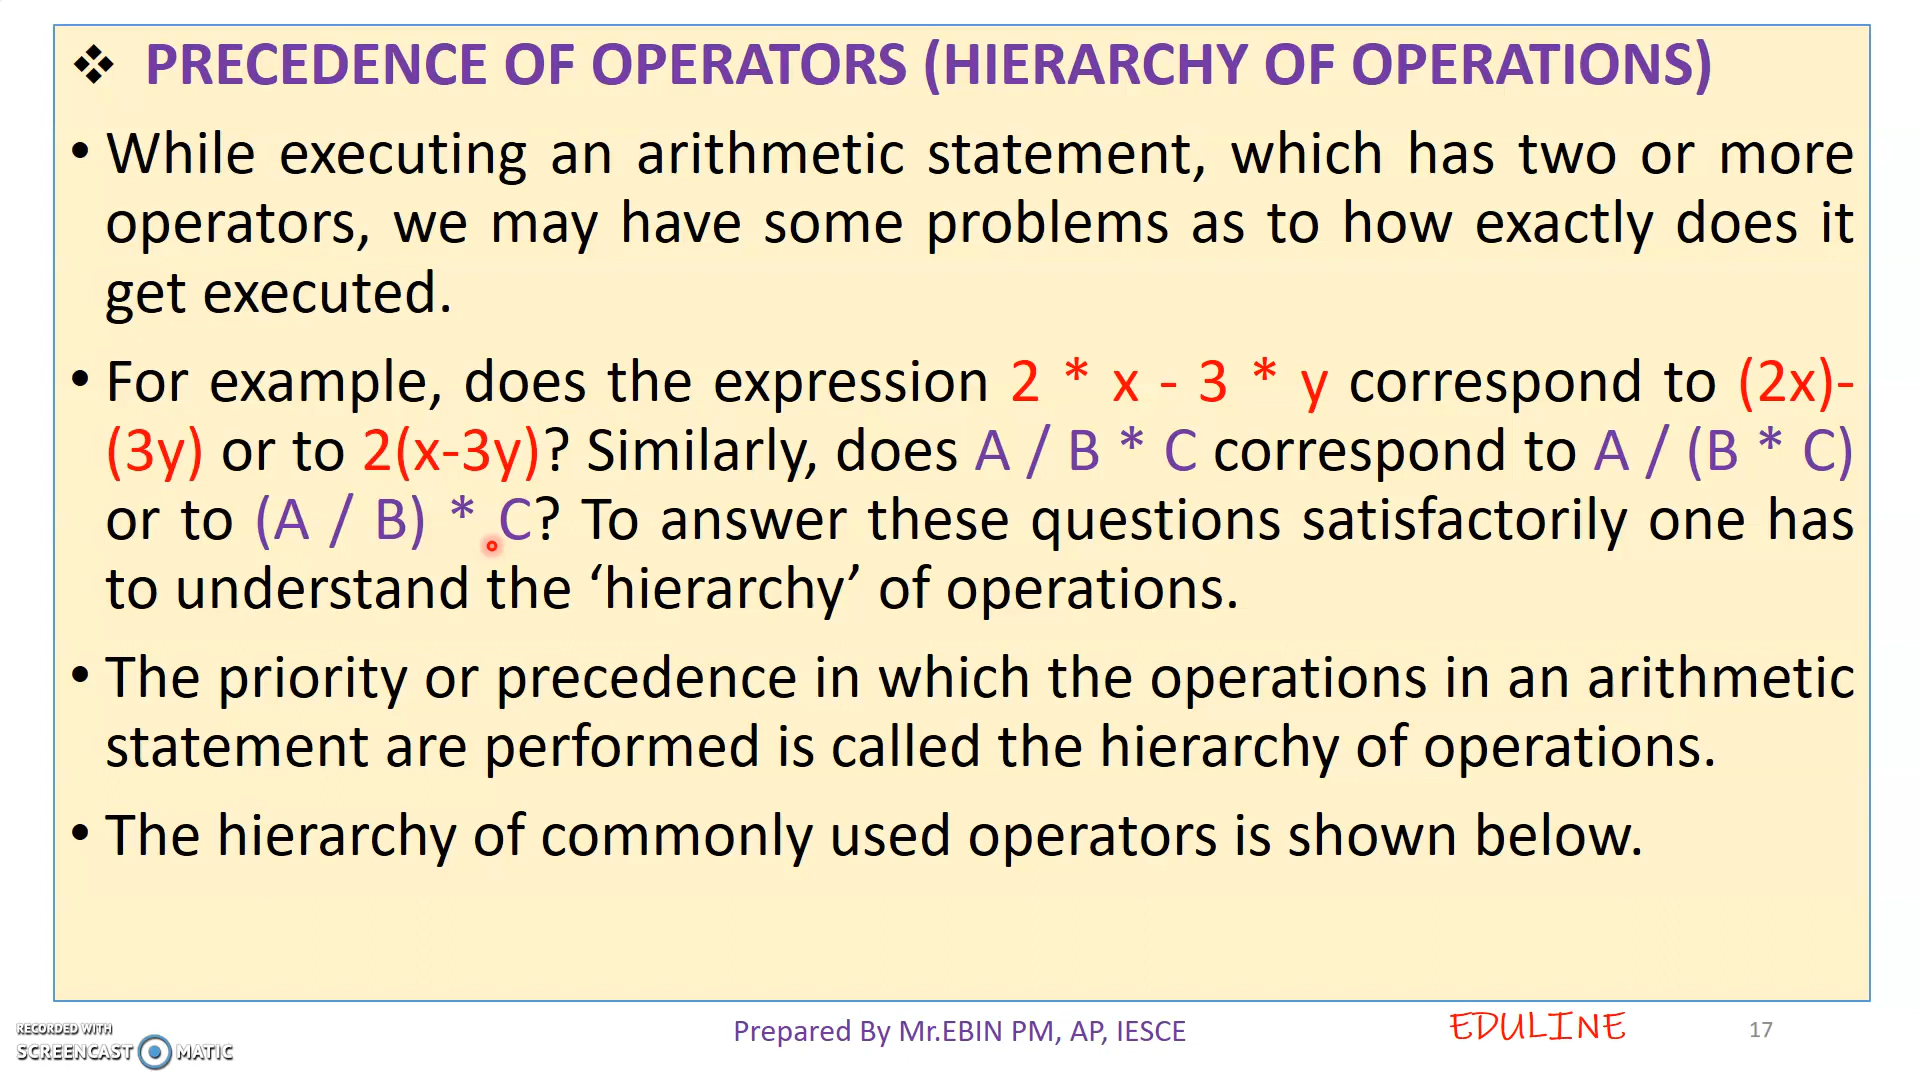 ❖ PRECEDENCE OF OPERATORS (HIERARCHY OF OPERATIONS)
• While executing an arithmetic statement, which has two or more
operators, we may have some problems as to how exactly does it
get executed.
• For example, does the expression 2 * x - 3 * y correspond to (2x)-
(3y) or to 2(x-3y)? Similarly, does A / B * C correspond to A / (B * C)
or to (A / B) * C? To answer these questions satisfactorily one has
to understand the ‘hierarchy’ of operations.
• The priority or precedence in which the operations in an arithmetic
statement are performed is called the hierarchy of operations.
• The hierarchy of commonly used operators is shown below.
RECORDED WITH
SCREENCAST MATIC
Prepared By Mr.EBIN PM, AP, IESCE
EDULINE
17